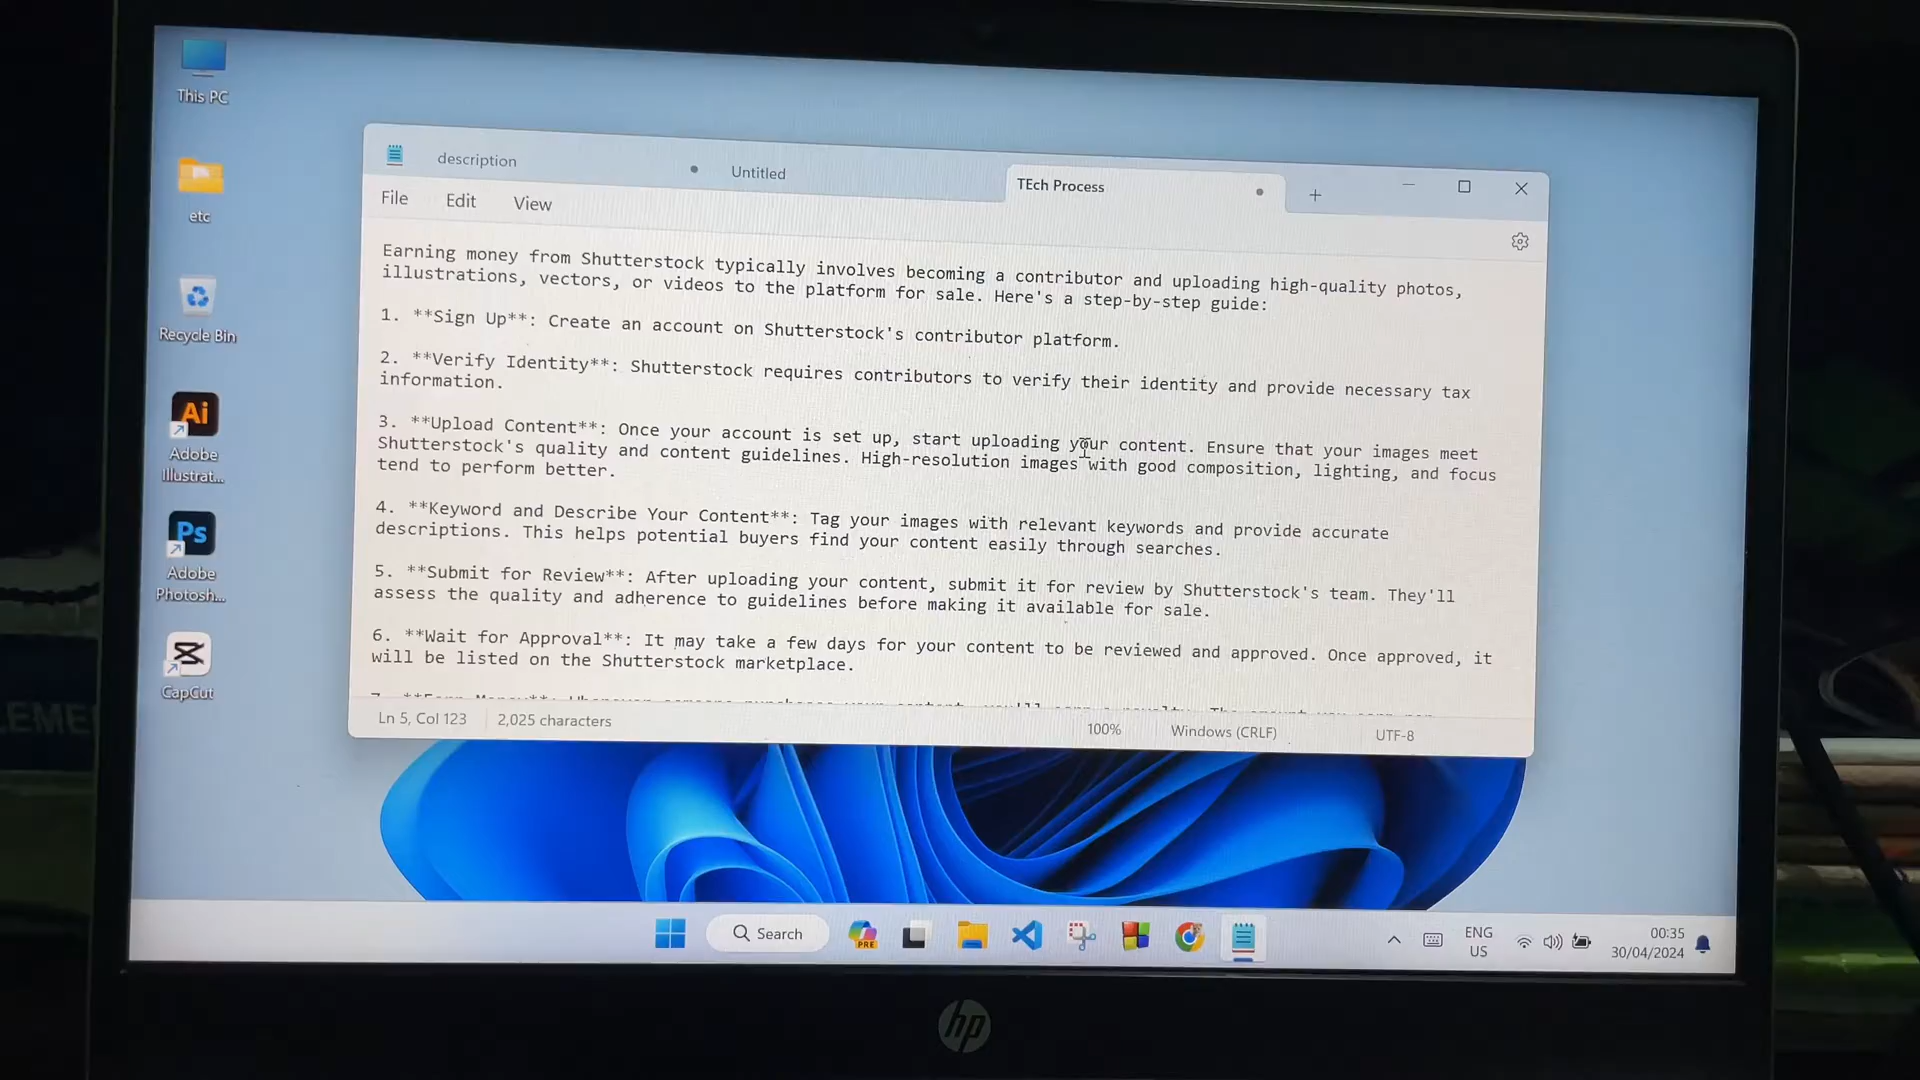 This PC
etc
Recycle Bin
Ai
Adobe
Illustrat...
Ps
Adobe
Photosh...
CapCut
description
Untitled
TEch Process
File Edit View
Earning money from Shutterstock typically involves becoming a contributor and uploading high-quality photos,
illustrations, vectors, or videos to the platform for sale. Here's a step-by-step guide:
1. **Sign Up**: Create an account on Shutterstock's contributor platform.
2. **Verify Identity**: Shutterstock requires contributors to verify their identity and provide necessary tax
information.
3. **Upload Content**: Once your account is set up, start uploading your content. Ensure that your images meet
Shutterstock's quality and content guidelines. High-resolution images with good composition, lighting, and focus
tend to perform better.
4. **Keyword and Describe Your Content**: Tag your images with relevant keywords and provide accurate
descriptions. This helps potential buyers find your content easily through searches.
5. **Submit for Review**: After uploading your content, submit it for review by Shutterstock's team. They'll
assess the quality and adherence to guidelines before making it available for sale.
6. **Wait for Approval**: It may take a few days for your content to be reviewed and approved. Once approved, it
will be listed on the Shutterstock marketplace.
Ln 5, Col 123
2,025 characters
100%
Windows (CRLF)
UTF-8
Search
PRE
ENG
US
00:35
30/04/2024
hp